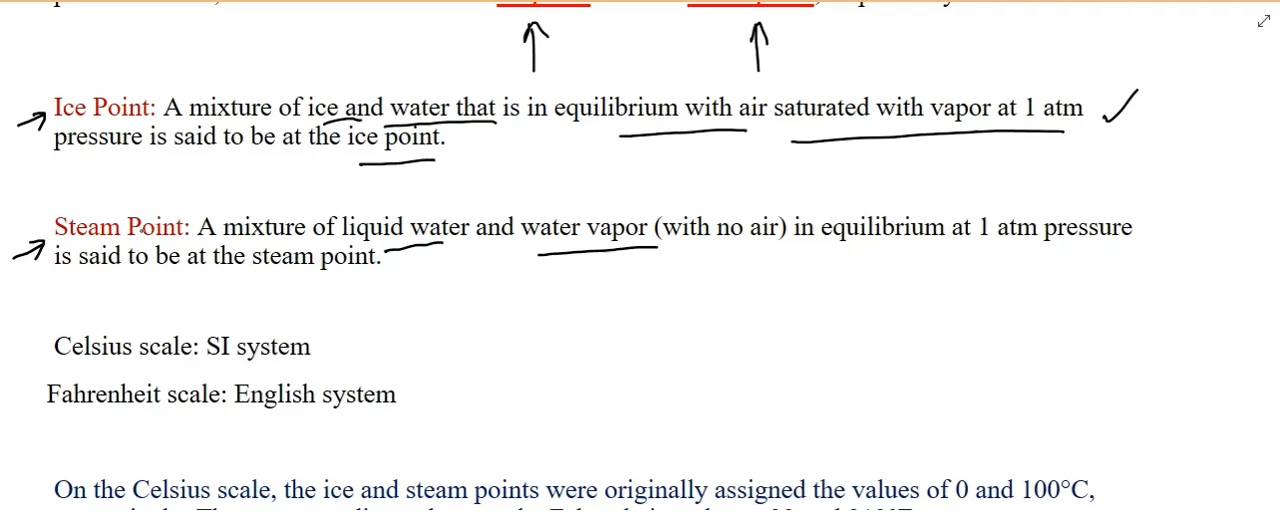 Ice Point: A mixture of ice and water that is in equilibrium with air saturated with vapor at 1 atm
pressure is said to be at the ice point.
Steam Point: A mixture of liquid water and water vapor (with no air) in equilibrium at 1 atm pressure
is said to be at the steam point.
Celsius scale: SI system
Fahrenheit scale: English system
On the Celsius scale, the ice and steam points were originally assigned the values of 0 and 100°C,